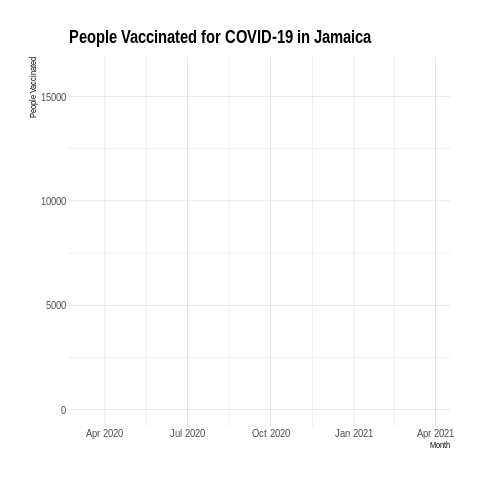 People Vaccinated for COVID-19 in Jamaica
People Vaccinated
15000
10000
5000
0
Apr 2020 Jul 2020 Oct 2020 Jan 2021 Apr 2021
Month